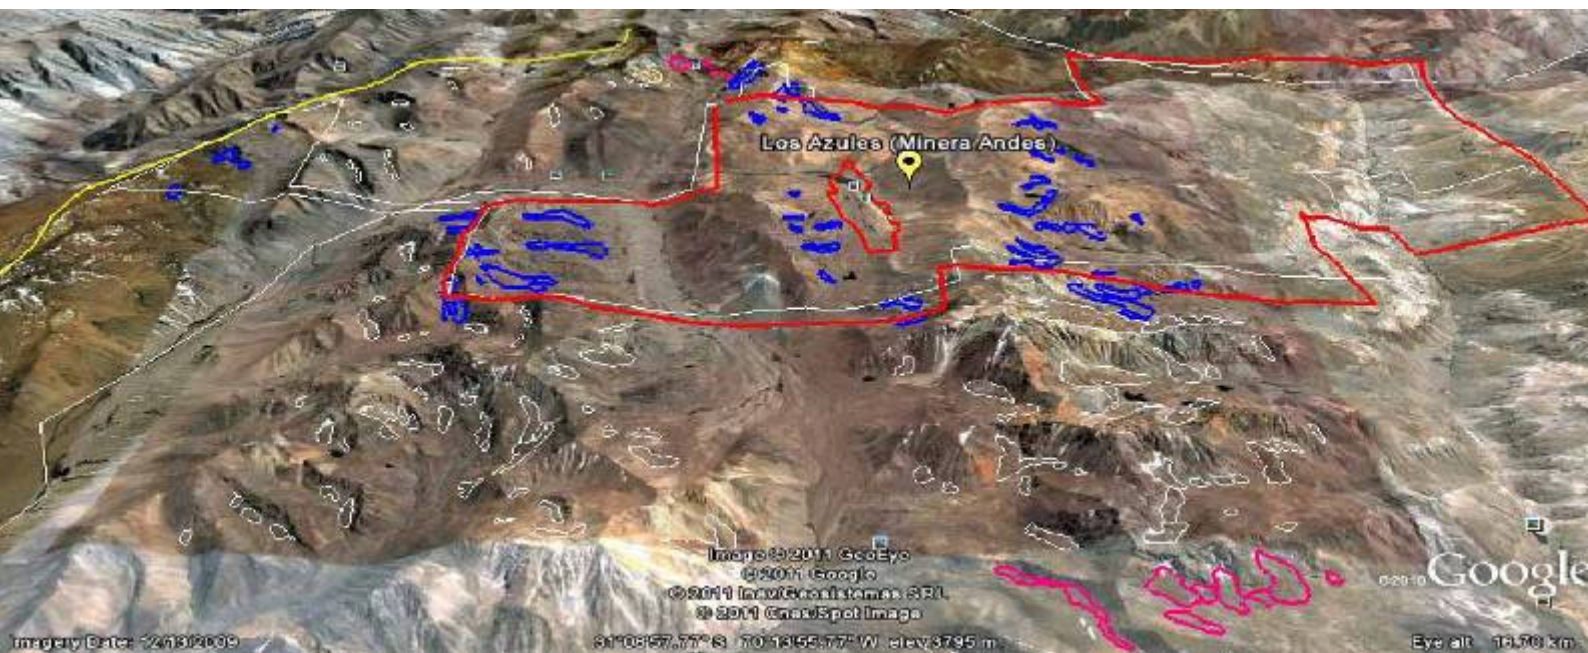 Los Azules (Minera Andes)
Image © 2011 GeoEye
© 2011 Google
© 2011 Inav/Geosistemas SRL
© 2011 Cnes/Spot Image
©2010 Google
Imagery Date: 12/13/2009
31°08'57.77" S 70°13'55.77" W elev 3795 m
Eye alt 16.70 km